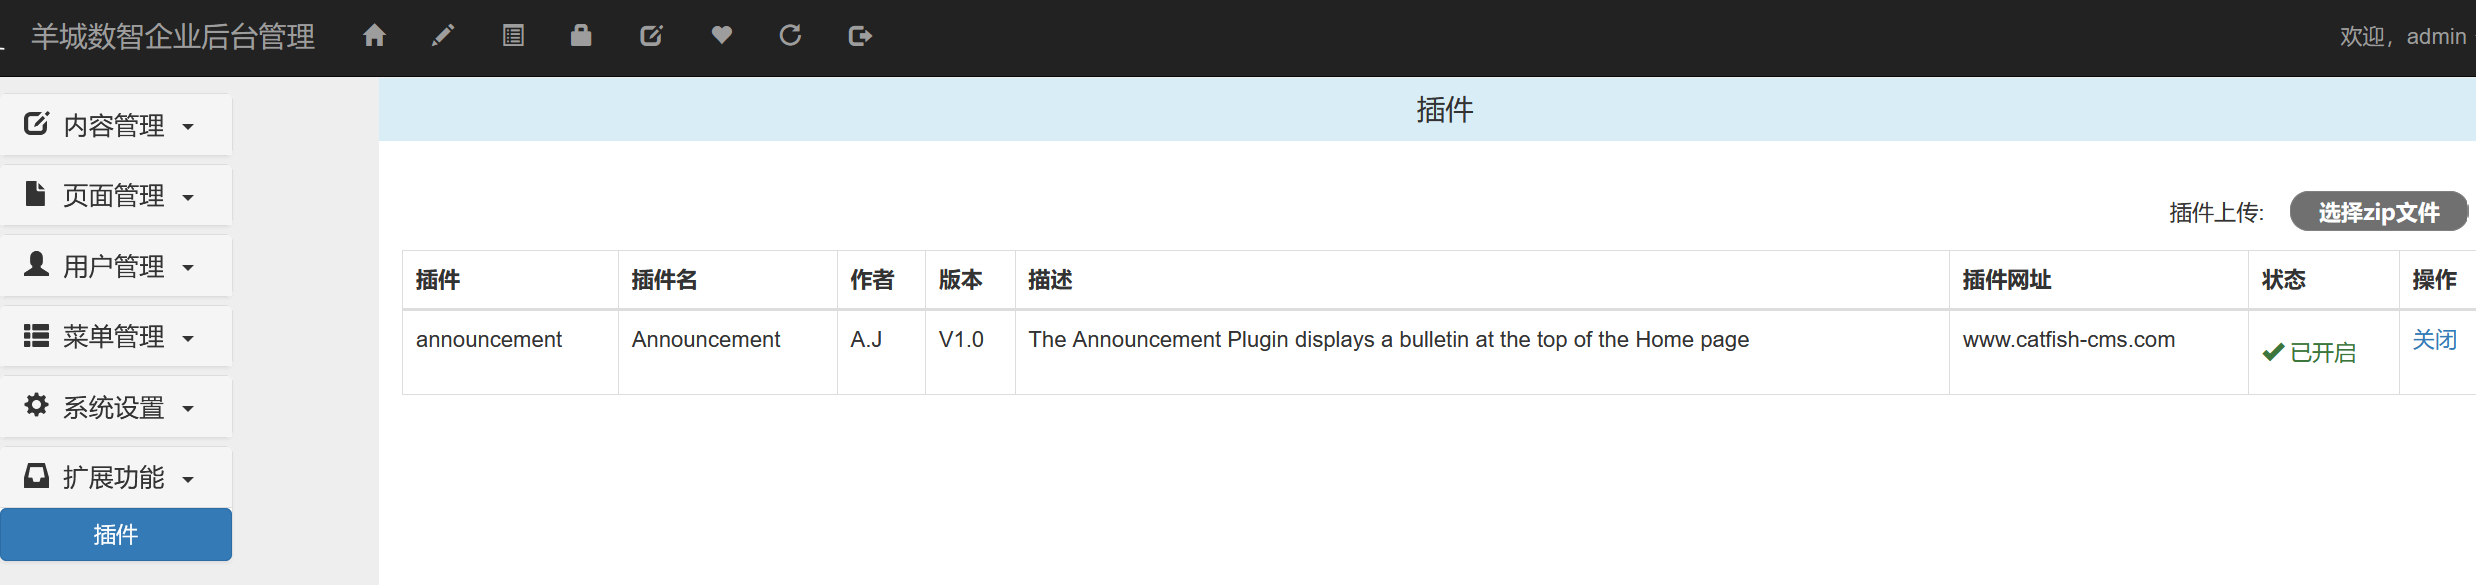 羊城数智企业后台管理
欢迎，admin
内容管理
页面管理
用户管理
菜单管理
系统设置
扩展功能
插件
插件
插件上传: 选择zip文件
插件 插件名 作者 版本 描述 插件网址 状态 操作
announcement Announcement A.J V1.0 The Announcement Plugin displays a bulletin at the top of the Home page www.catfish-cms.com 已开启 关闭